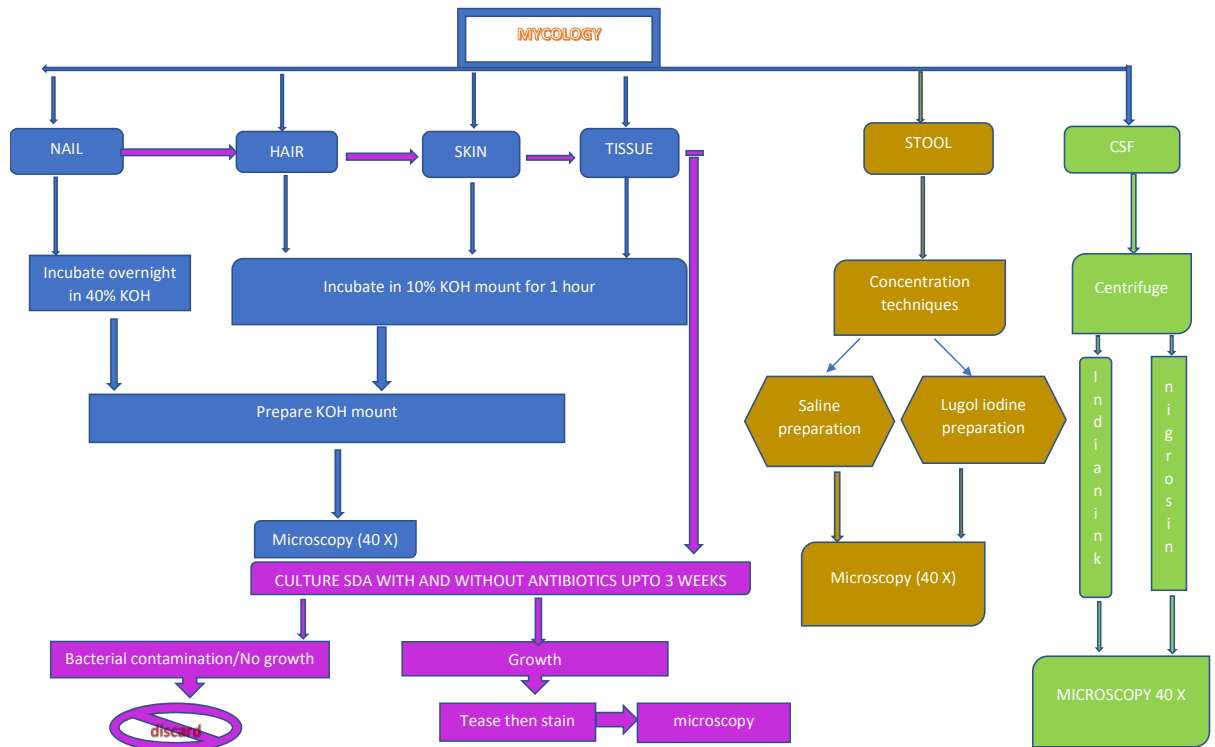 MYCOLOGY
NAIL
HAIR
SKIN
TISSUE
STOOL
CSF
Incubate overnight
in 40% KOH
Incubate in 10% KOH mount for 1 hour
Concentration
techniques
Centrifuge
Prepare KOH mount
Saline
preparation
Lugol iodine
preparation
I
n
d
i
a
n
i
n
k
n
i
g
r
o
s
i
n
Microscopy (40 X)
CULTURE SDA WITH AND WITHOUT ANTIBIOTICS UPTO 3 WEEKS
Microscopy (40 X)
Bacterial contamination/No growth
Growth
MICROSCOPY 40 X
discard
Tease then stain
microscopy